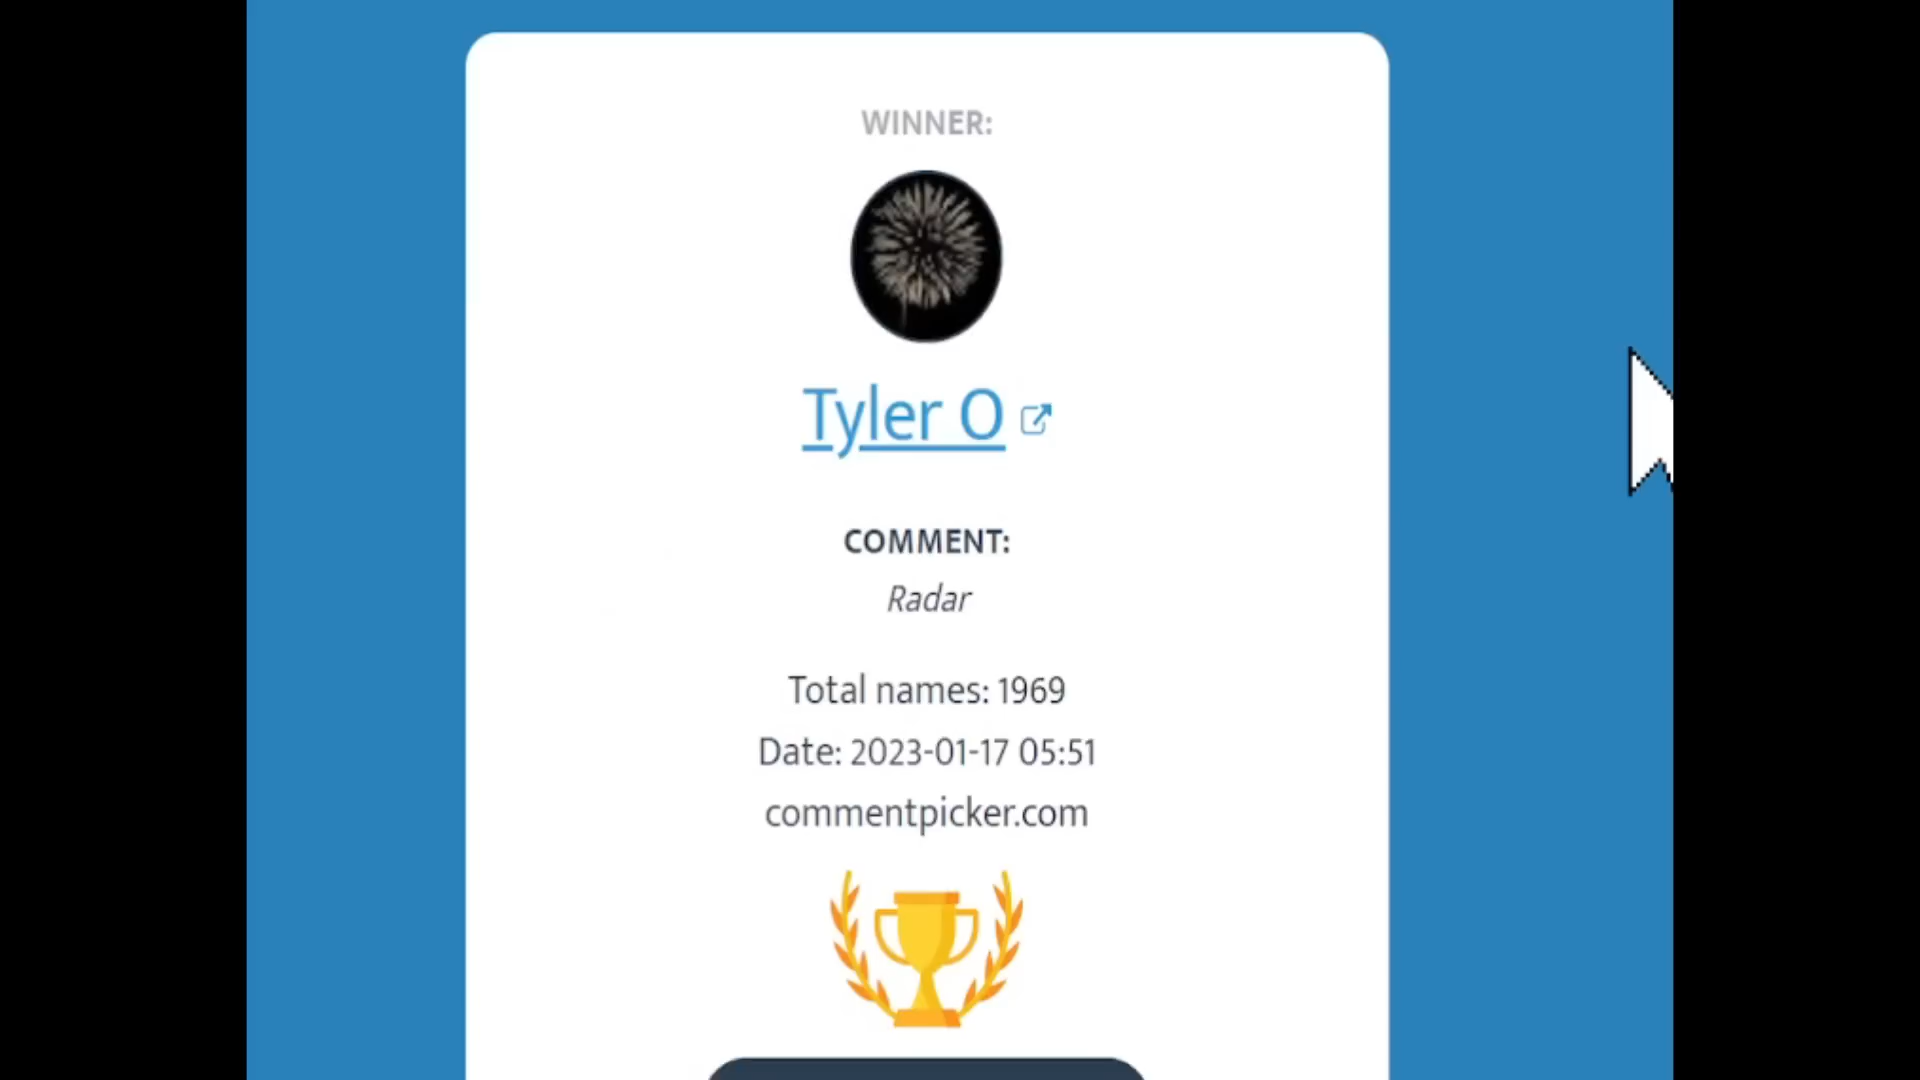 WINNER:
Tyler O
COMMENT:
Radar
Total names: 1969
Date: 2023-01-17 05:51
commentpicker.com